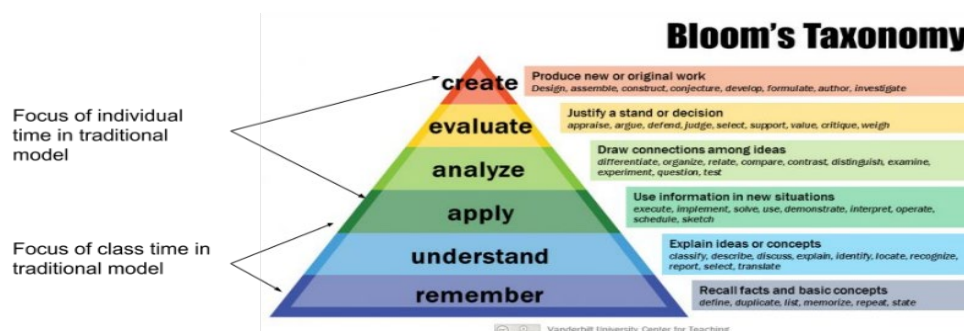 Bloom's Taxonomy
Focus of individual
time in traditional
model
Focus of class time in
traditional model
create
Produce new or original work
Design, assemble, construct, conjecture, develop, formulate, author, investigate
evaluate
Justify a stand or decision
appraise, argue, defend, judge, select, support, value, critique, weigh
analyze
Draw connections among ideas
differentiate, organize, relate, compare, contrast, distinguish, examine,
experiment, question, test
apply
Use information in new situations
execute, implement, solve, use, demonstrate, interpret, operate,
schedule, sketch
understand
Explain ideas or concepts
classify, describe, discuss, explain, identify, locate, recognize,
report, select, translate
remember
Recall facts and basic concepts
define, duplicate, list, memorize, repeat, state
Vanderbilt University Center for Teaching